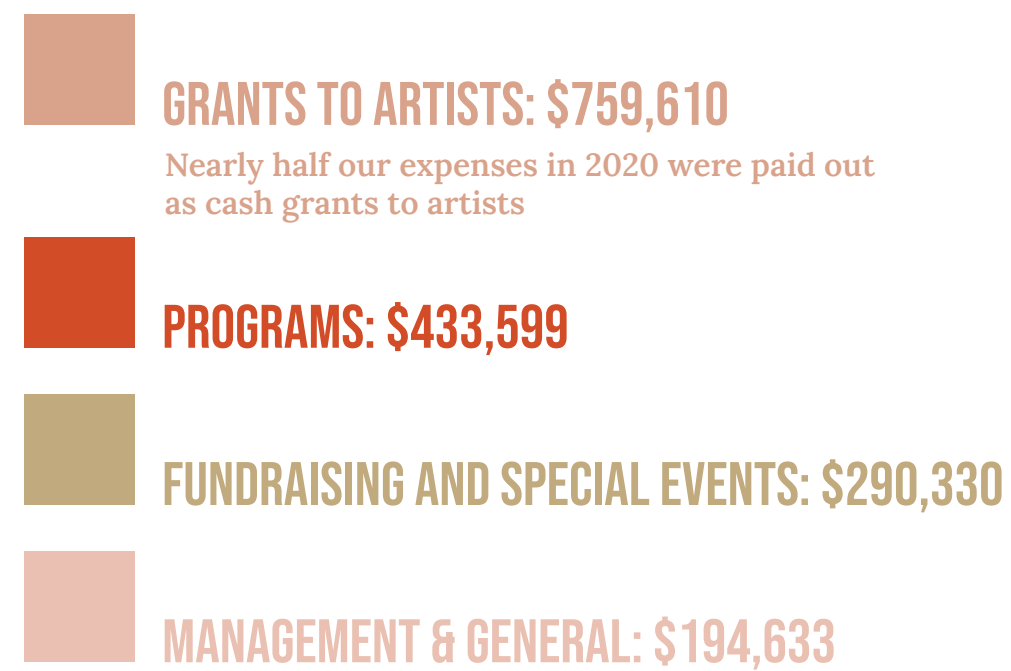 GRANTS TO ARTISTS: $759,610
Nearly half our expenses in 2020 were paid out
as cash grants to artists
PROGRAMS: $433,599
FUNDRAISING AND SPECIAL EVENTS: $290,330
MANAGEMENT & GENERAL: $194,633